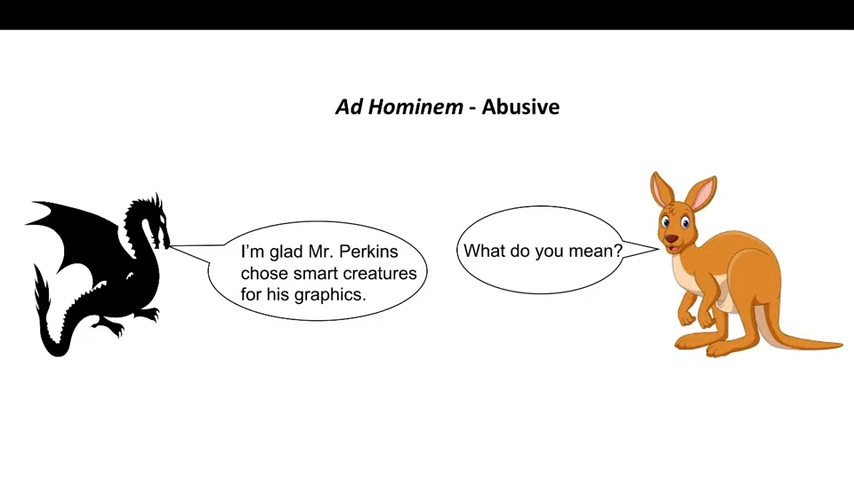 Ad Hominem - Abusive
I'm glad Mr. Perkins
chose smart creatures
for his graphics.
What do you mean?